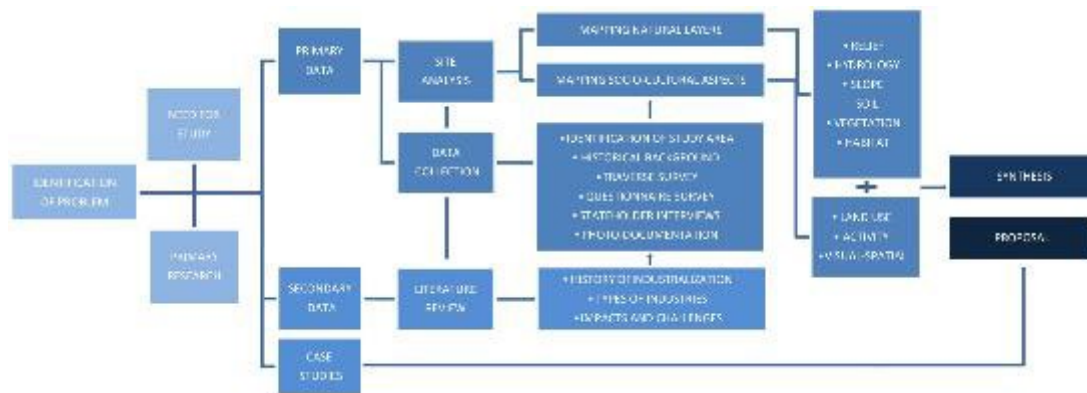 IDENTIFICATION
OF PROBLEM
NEED FOR
STUDY
PRIMARY
RESEARCH
PRIMARY
DATA
SECONDARY
DATA
CASE
STUDIES
SITE
ANALYSIS
DATA
COLLECTION
LITERATURE
REVIEW
MAPPING NATURAL LAYERS
MAPPING SOCIO-CULTURAL ASPECTS
• IDENTIFICATION OF STUDY AREA
• HISTORICAL BACKGROUND
• TRAVERSE SURVEY
• QUESTIONNAIRE SURVEY
• STATEHOLDER INTERVIEWS
• PHOTO DOCUMENTATION
• HISTORY OF INDUSTRIALIZATION
• TYPES OF INDUSTRIES
• IMPACTS AND CHALLENGES
• RELIEF
• HYDROLOGY
• SLOPE
SOIL
• VEGETATION
• HABITAT
• LAND USE
• ACTIVITY
• VISUAL-SPATIAL
SYNTHESIS
PROPOSAL